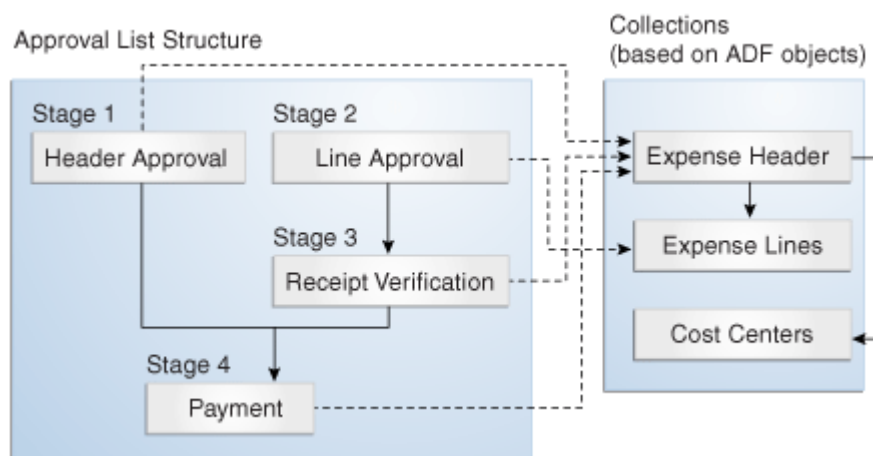 Approval List Structure
Collections
(based on ADF objects)
Stage 1
Header Approval
Stage 2
Line Approval
Stage 3
Receipt Verification
Stage 4
Payment
Expense Header
Expense Lines
Cost Centers